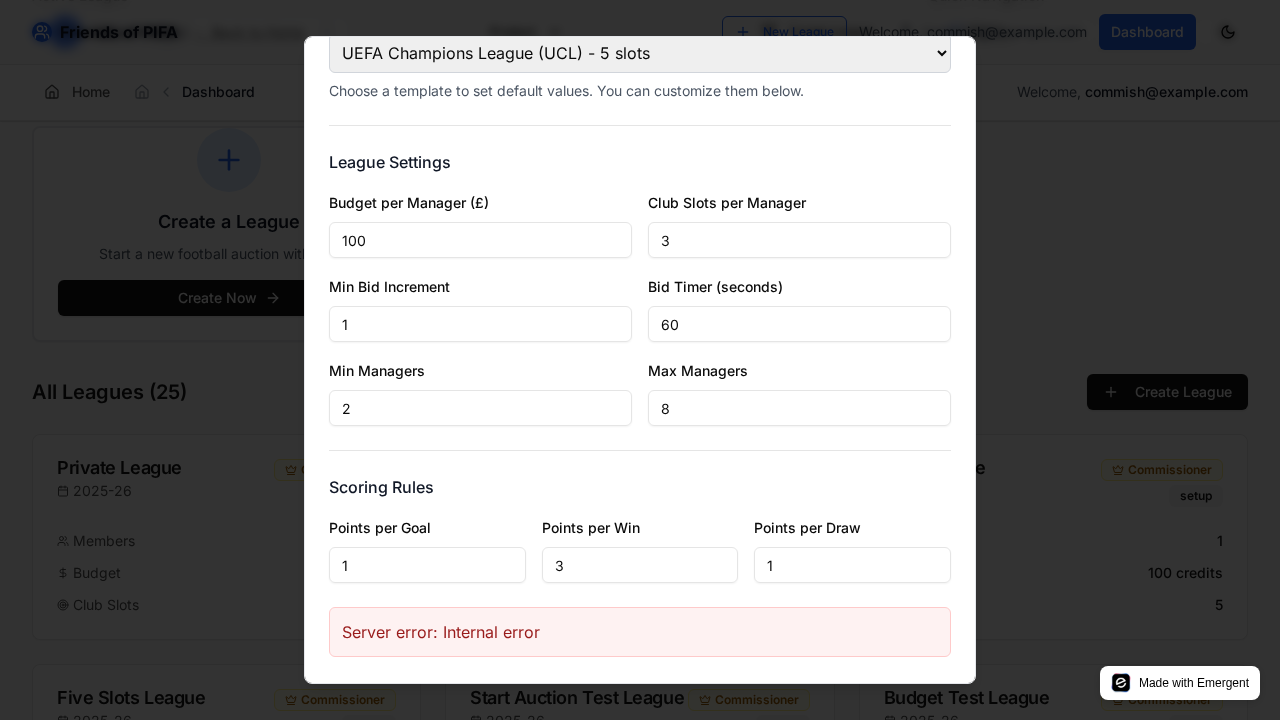 Friends of PIFA
New League
Welcome, commish@example.com
Dashboard
Home
Dashboard
Welcome, commish@example.com
UEFA Champions League (UCL) - 5 slots
Choose a template to set default values. You can customize them below.
League Settings
Budget per Manager (£)
Club Slots per Manager
100
3
Min Bid Increment
Bid Timer (seconds)
1
60
Min Managers
Max Managers
2
8
Scoring Rules
Points per Goal
Points per Win
Points per Draw
1
3
1
Server error: Internal error
Create a League
Start a new football auction with
Create Now
All Leagues (25)
Create League
Private League
2025-26
Members
Budget
Club Slots
Commissioner
setup
1
100 credits
5
Five Slots League
Commissioner
2025-26
Start Auction Test League
Commissioner
2025-26
Budget Test League
Commissioner
2025-26
Made with Emergent